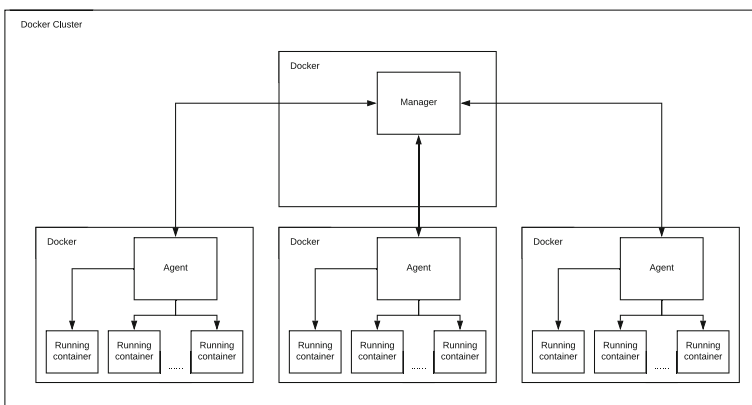 Docker Cluster
Docker
Manager
Docker
Agent
Running
container
Running
container
......
Running
container
Docker
Agent
Running
container
Running
container
......
Running
container
Docker
Agent
Running
container
Running
container
......
Running
container